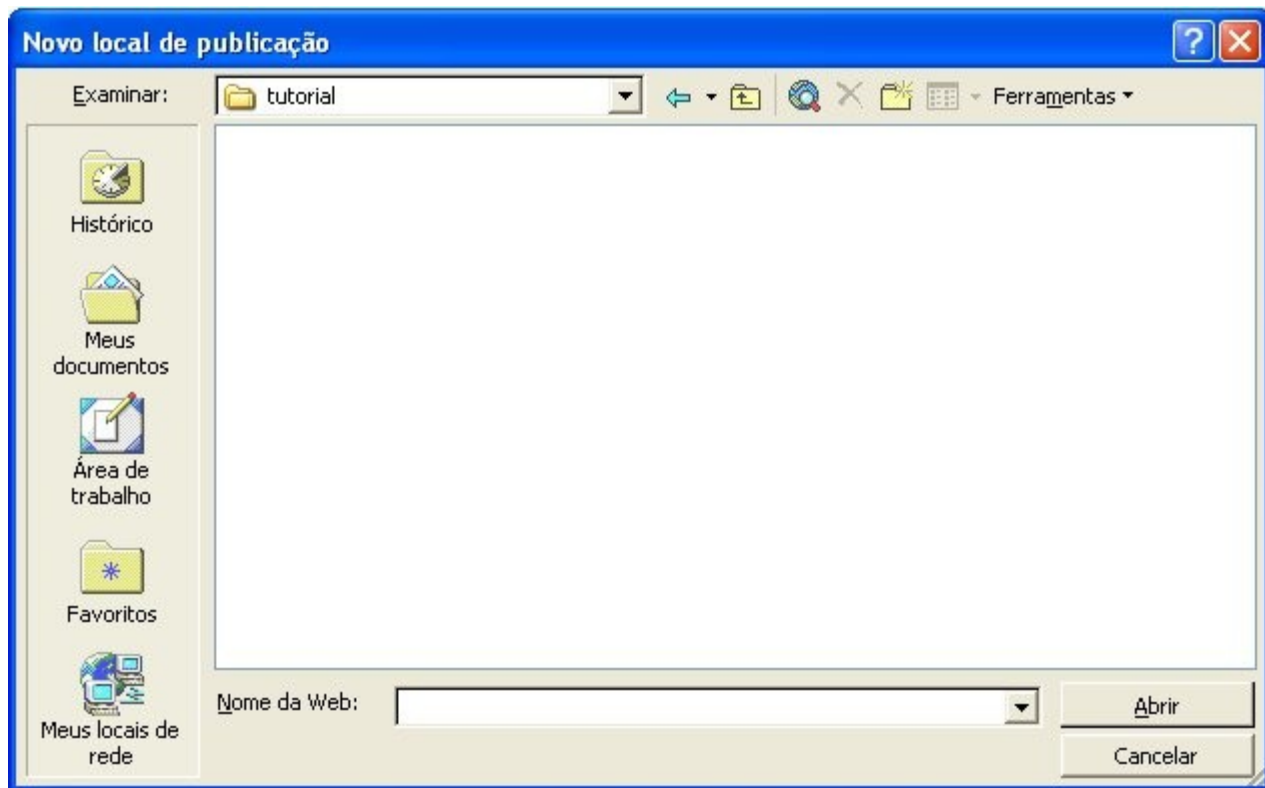 Novo local de publicação
Examinar:
tutorial
Ferramentas
Histórico
Meus
documentos
Área de
trabalho
Favoritos
Meus locais de
rede
Nome da Web:
Abrir
Cancelar